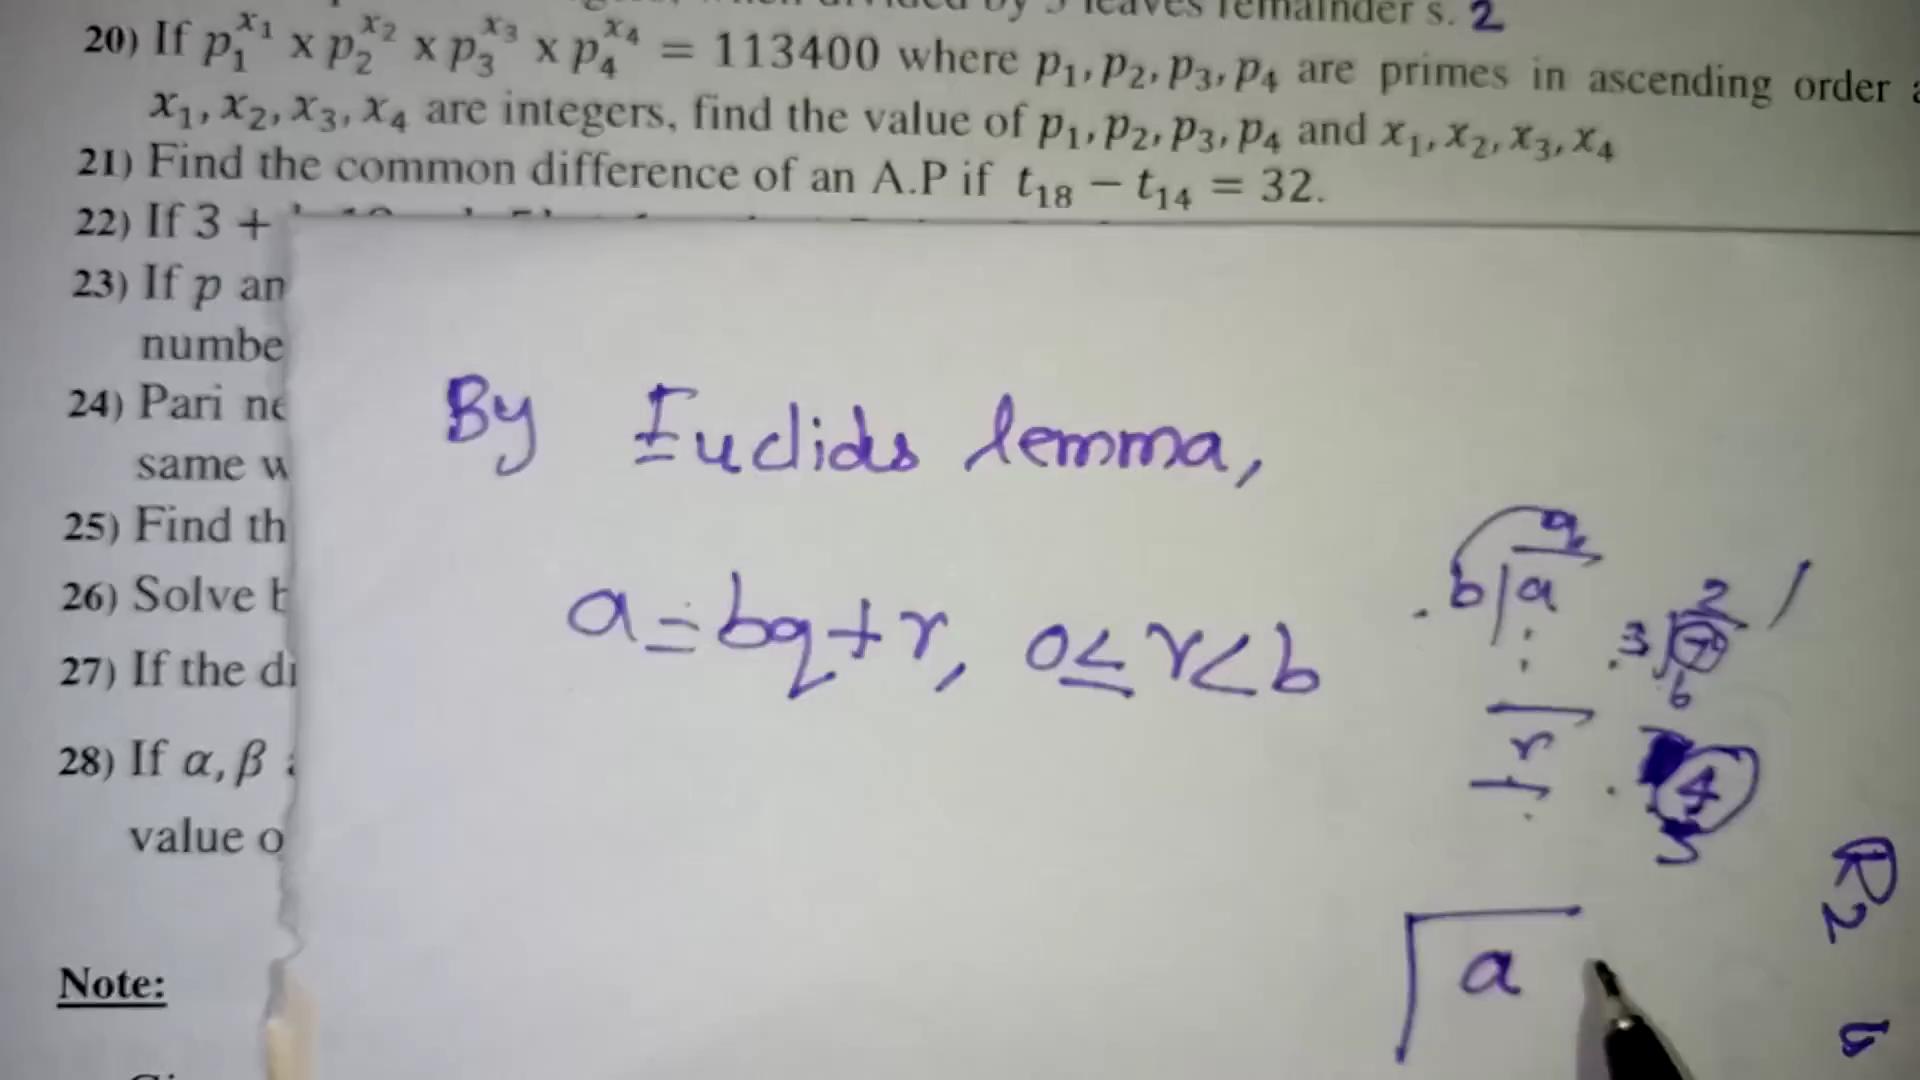 leaves remainder s. 2
20) If p₁^x₁ x p₂^x₂ x p₃^x₃ x p₄^x₄ = 113400 where p₁, p₂, p₃, p₄ are primes in ascending order
x₁, x₂, x₃, x₄ are integers, find the value of p₁, p₂, p₃, p₄ and x₁, x₂, x₃, x₄
21) Find the common difference of an A.P if t₁₈ − t₁₄ = 32.
22) If 3 +
23) If p an
numbe
24) Pari ne
same w
25) Find th
26) Solve
27) If the di
28) If α, β
value o
Note:
By Euclids lemma,
a = bq + r, 0 ≤ r < b
q
b a
r
2
3 7
6
4
a
R
2